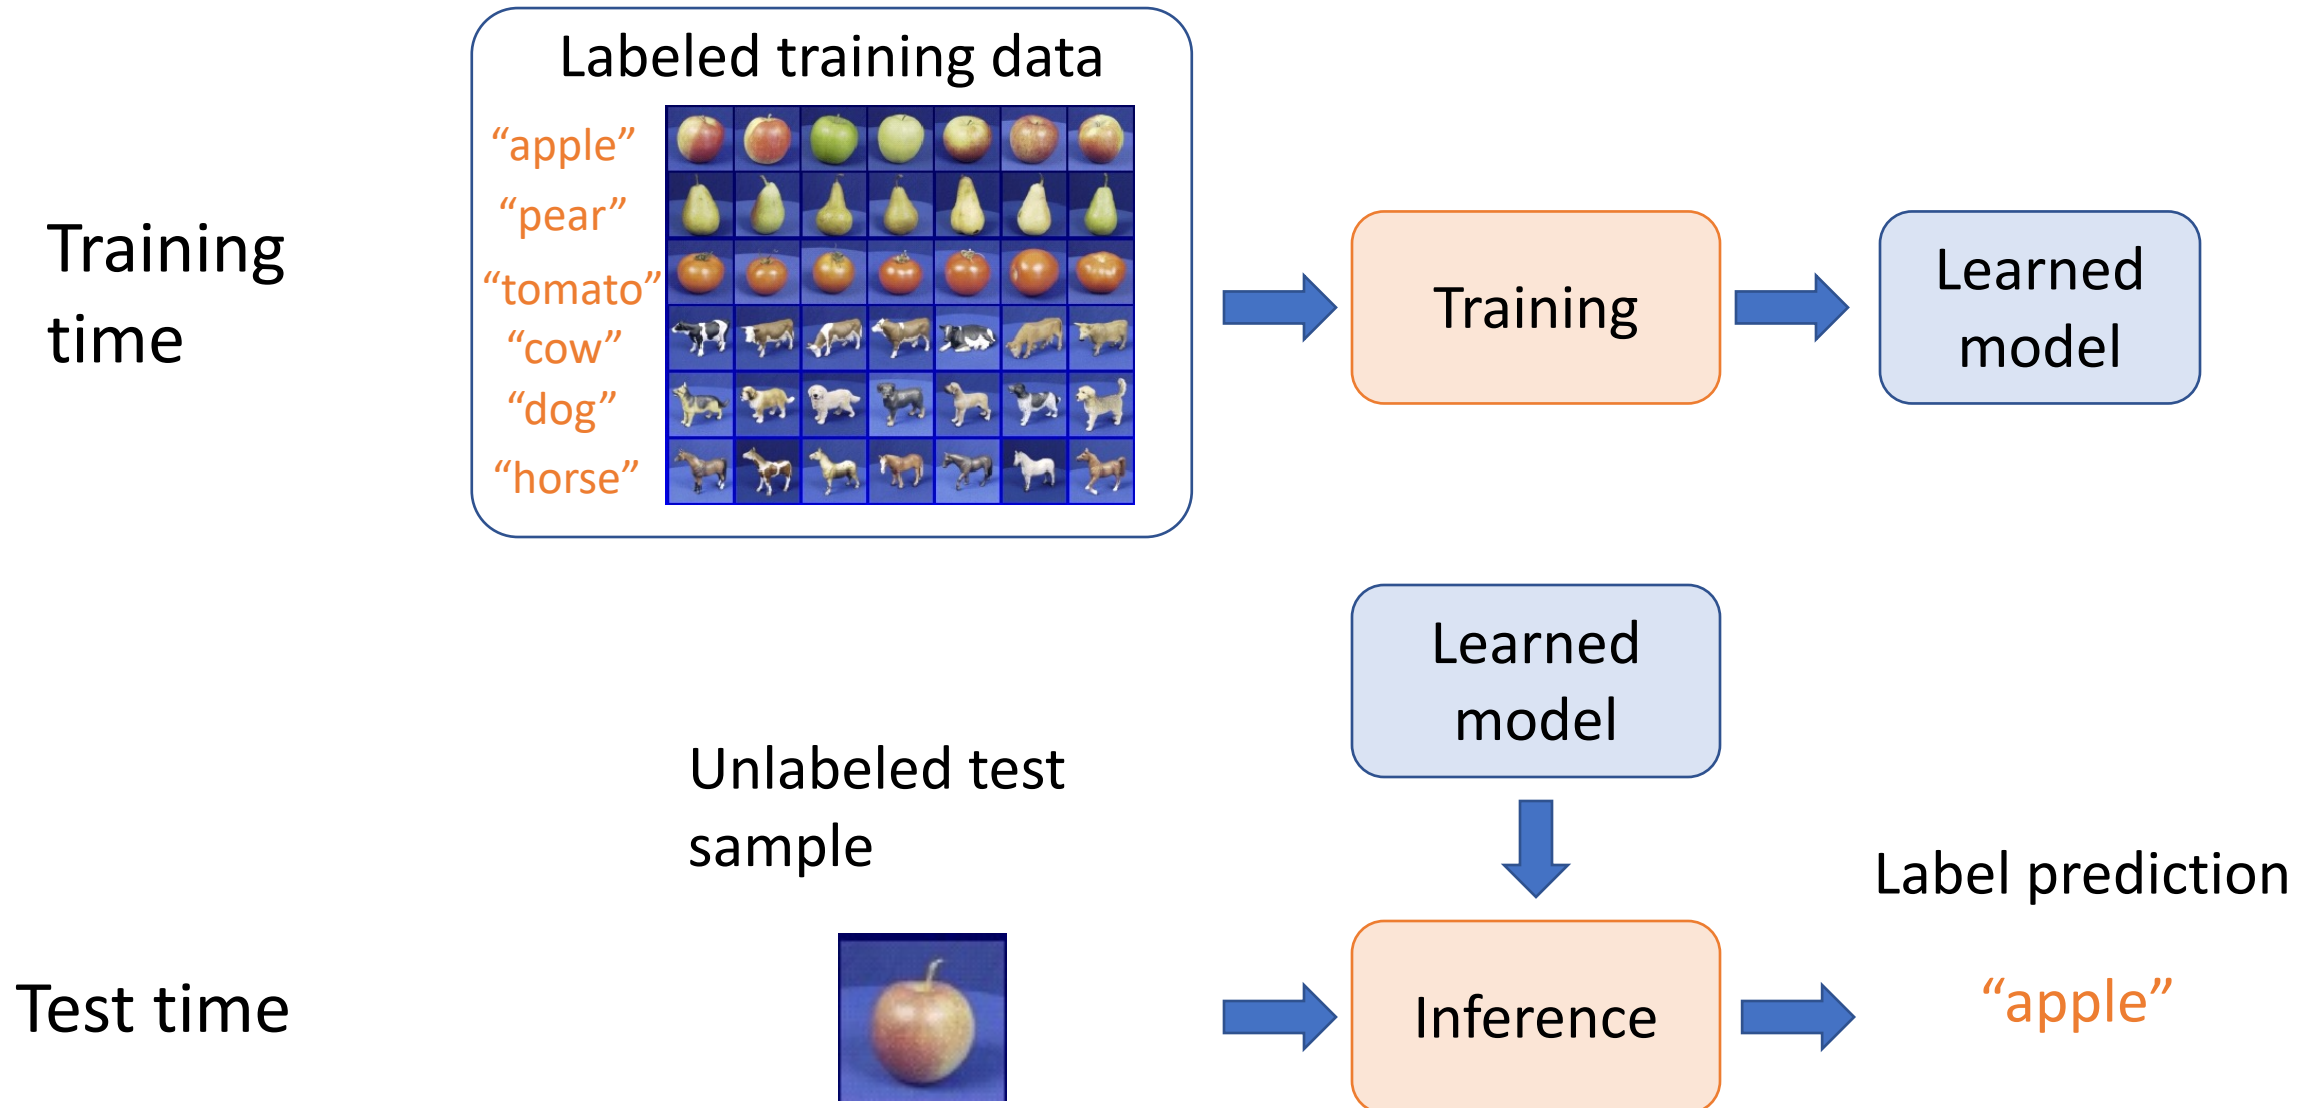 Labeled training data
“apple”
“pear”
“tomato”
“cow”
“dog”
“horse”
Training
time
Training
Learned
model
Learned
model
Unlabeled test
sample
Test time
Inference
Label prediction
“apple”